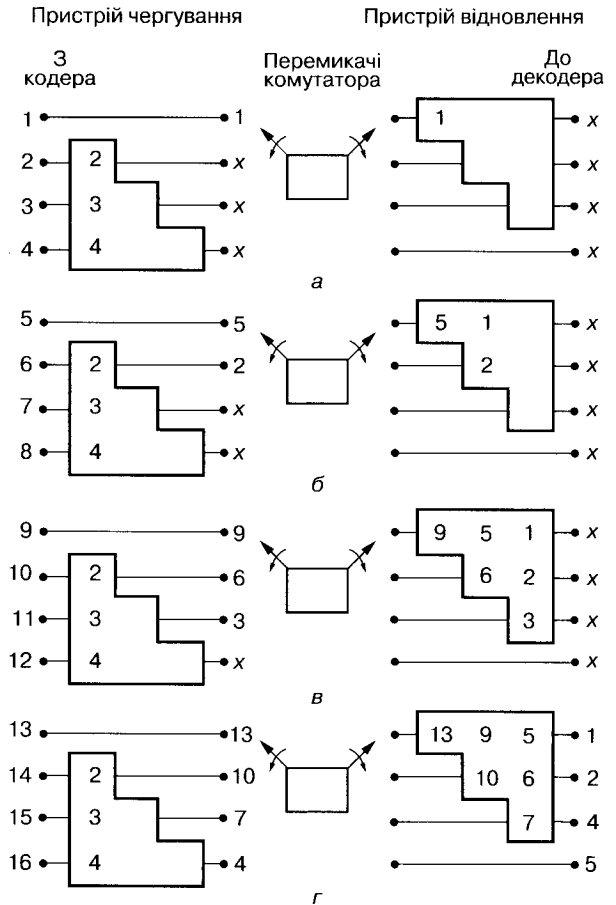 Пристрій чергування Пристрій відновлення
З кодера Перемикачі комутатора До декодера
1 1 1 x
2 2 x x
3 3 x x
4 4 x x
а
5 5 5 1 x
6 2 2 2 x
7 3 x x
8 4 x x
б
9 9 9 5 1 x
10 2 6 6 2 x
11 3 3 3 x
12 4 x x
в
13 13 13 9 5 1
14 2 10 10 6 2
15 3 7 7 4
16 4 4 5
г